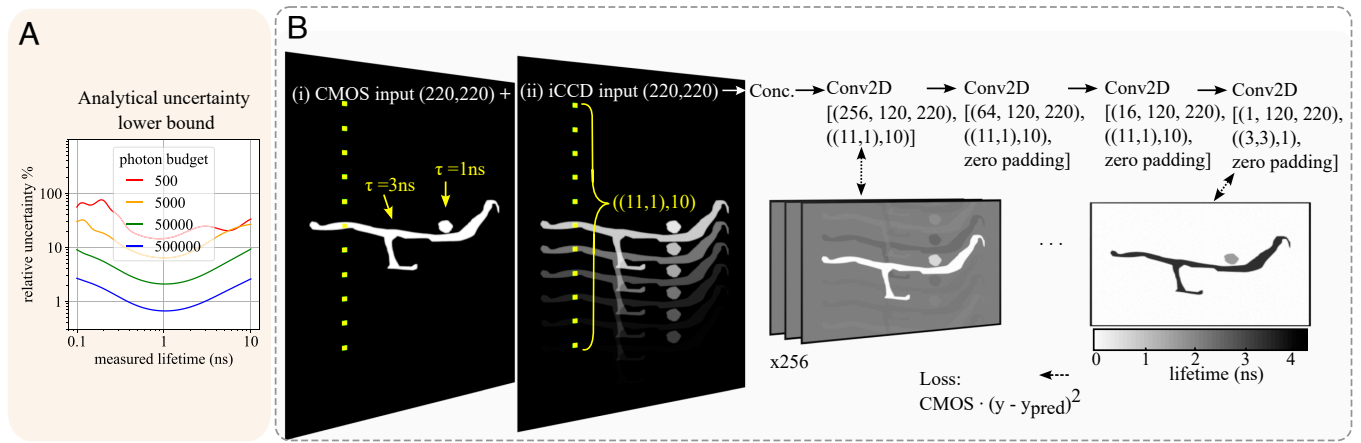 A
Analytical uncertainty
lower bound
photon budget
500
5000
50000
500000
relative uncertainty %
100
10
1
0.1
1
10
measured lifetime (ns)
B
(i) CMOS input (220,220) +
(ii) iCCD input (220,220)
τ =3ns
τ =1ns
((11,1),10)
Conc.
Conv2D
[(256, 120, 220),
((11,1),10)]
Conv2D
[(64, 120, 220),
((11,1),10),
zero padding]
Conv2D
[(16, 120, 220),
((11,1),10),
zero padding]
Conv2D
[(1, 120, 220),
((3,3),1),
zero padding]
x256
. . .
0
1
2
3
4
lifetime (ns)
Loss:
CMOS · (y - ypred)2